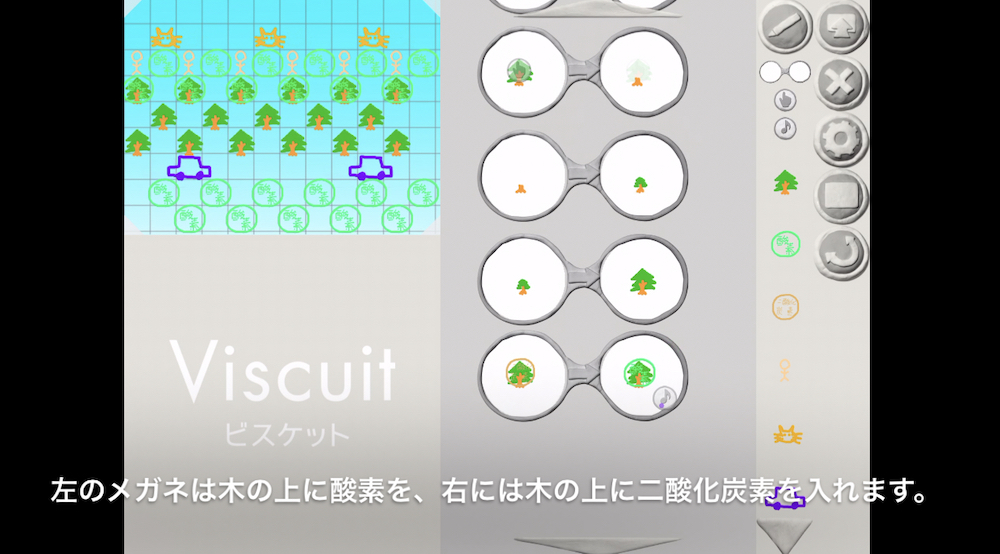 Viscuit
ビスケット
左のメガネは木の上に酸素を、右には木の上に二酸化炭素を入れます。